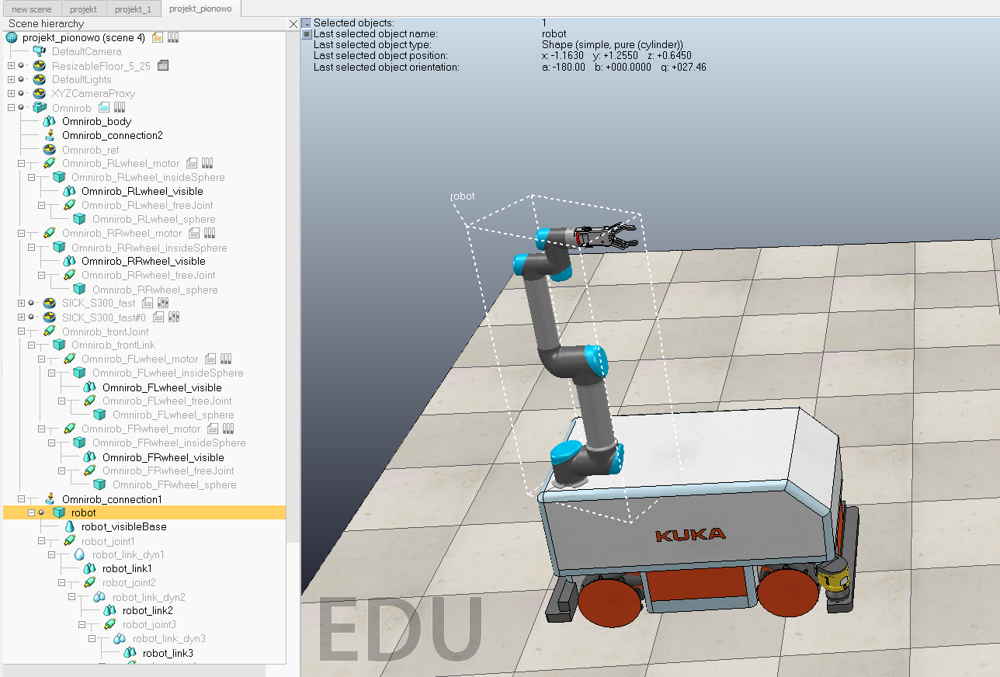 new scene projekt projekt_1 projekt_pionowo
Scene hierarchy
projekt_pionowo (scene 4)
DefaultCamera
ResizableFloor_5_25
DefaultLights
XYZCameraProxy
Omnirob
Omnirob_body
Omnirob_connection2
Omnirob_ref
Omnirob_RLwheel_motor
Omnirob_RLwheel_insideSphere
Omnirob_RLwheel_visible
Omnirob_RLwheel_freeJoint
Omnirob_RLwheel_sphere
Omnirob_RRwheel_motor
Omnirob_RRwheel_insideSphere
Omnirob_RRwheel_visible
Omnirob_RRwheel_freeJoint
Omnirob_RRwheel_sphere
SICK_S300_fast
SICK_S300_fast#0
Omnirob_frontJoint
Omnirob_frontLink
Omnirob_FLwheel_motor
Omnirob_FLwheel_insideSphere
Omnirob_FLwheel_visible
Omnirob_FLwheel_freeJoint
Omnirob_FLwheel_sphere
Omnirob_FRwheel_motor
Omnirob_FRwheel_insideSphere
Omnirob_FRwheel_visible
Omnirob_FRwheel_freeJoint
Omnirob_FRwheel_sphere
Omnirob_connection1
robot
robot_visibleBase
robot_joint1
robot_link_dyn1
robot_link1
robot_joint2
robot_link_dyn2
robot_link2
robot_joint3
robot_link_dyn3
robot_link3
Selected objects: 1
Last selected object name: robot
Last selected object type: Shape (simple, pure (cylinder))
Last selected object position: x: -1.1630 y: +1.2550 z: +0.6450
Last selected object orientation: a: -180.00 b: +000.0000 q: +027.46
robot
KUKA
EDU